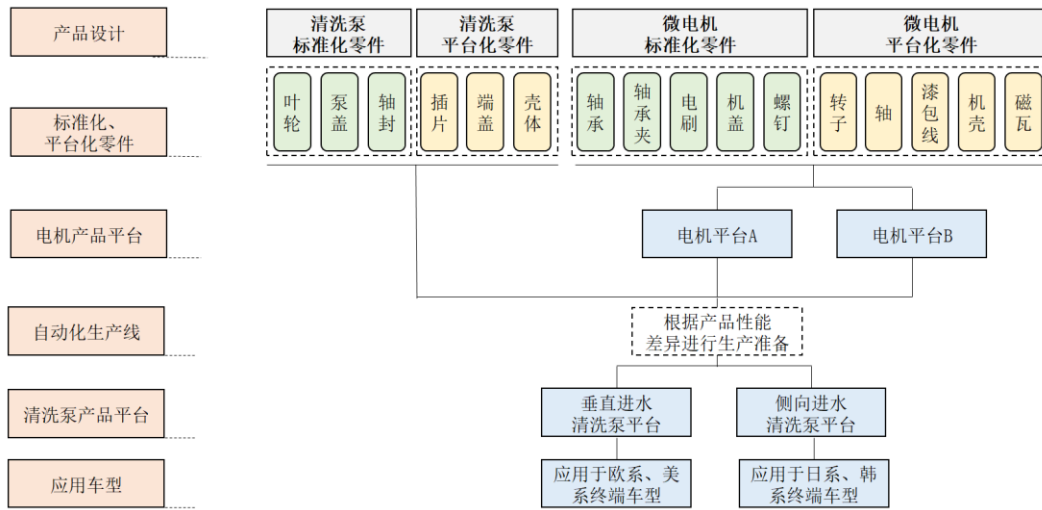 产品设计
清洗泵
标准化零件
清洗泵
平台化零件
微电机
标准化零件
微电机
平台化零件
标准化、
平台化零件
叶轮
泵盖
轴封
插片
端盖
壳体
轴承
轴承夹
电刷
机盖
螺钉
转子
轴
漆包线
机壳
磁瓦
电机产品平台
电机平台A
电机平台B
自动化生产线
根据产品性能
差异进行生产准备
清洗泵产品平台
垂直进水
清洗泵平台
侧向进水
清洗泵平台
应用车型
应用于欧系、美
系终端车型
应用于日系、韩
系终端车型